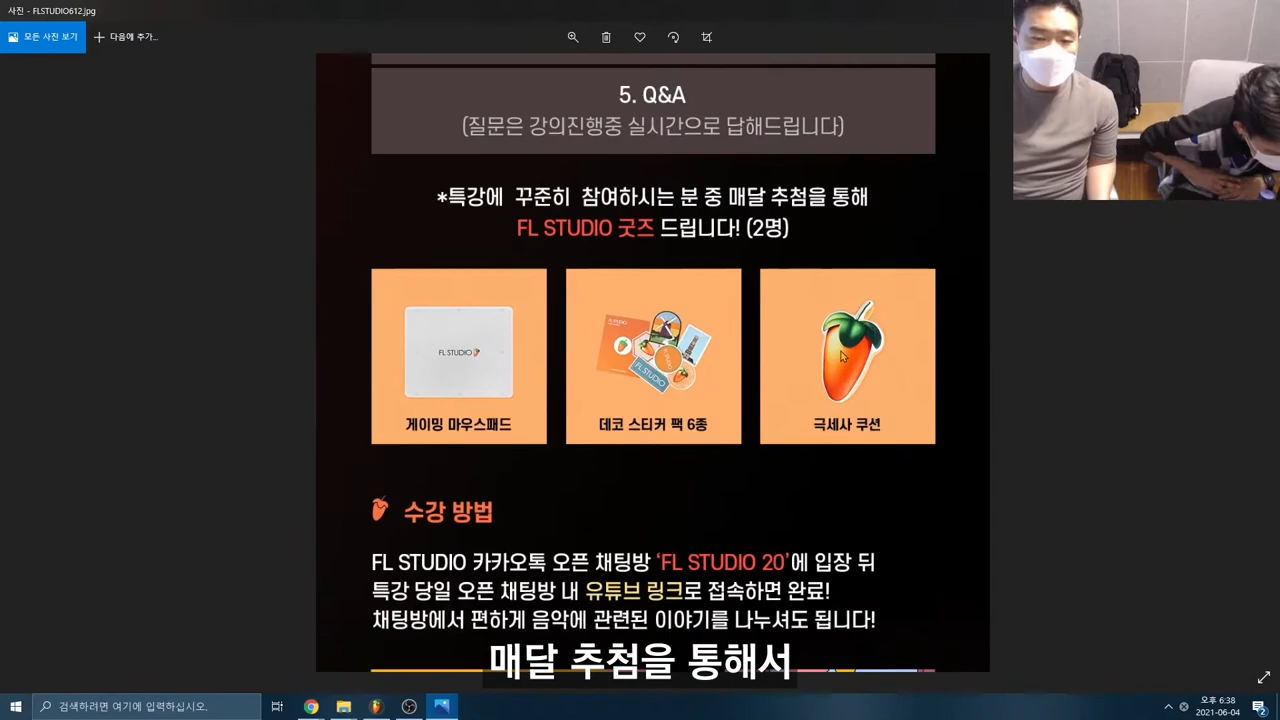 사진 - FLSTUDIO612.jpg
모든 사진 보기
다음에 추가...
5. Q&A
(질문은 강의진행중 실시간으로 답해드립니다)
*특강에 꾸준히 참여하시는 분 중 매달 추첨을 통해
FL STUDIO 굿즈 드립니다! (2명)
FL STUDIO
FL STUDIO
FL STUDIO
게이밍 마우스패드
데코 스티커 팩 6종
극세사 쿠션
수강 방법
FL STUDIO 카카오톡 오픈 채팅방 ‘FL STUDIO 20’에 입장 뒤
특강 당일 오픈 채팅방 내 유튜브 링크로 접속하면 완료!
채팅방에서 편하게 음악에 관련된 이야기를 나누셔도 됩니다!
매달 추첨을 통해서
검색하려면 여기에 입력하십시오.
오후 6:38
2021-06-04
2